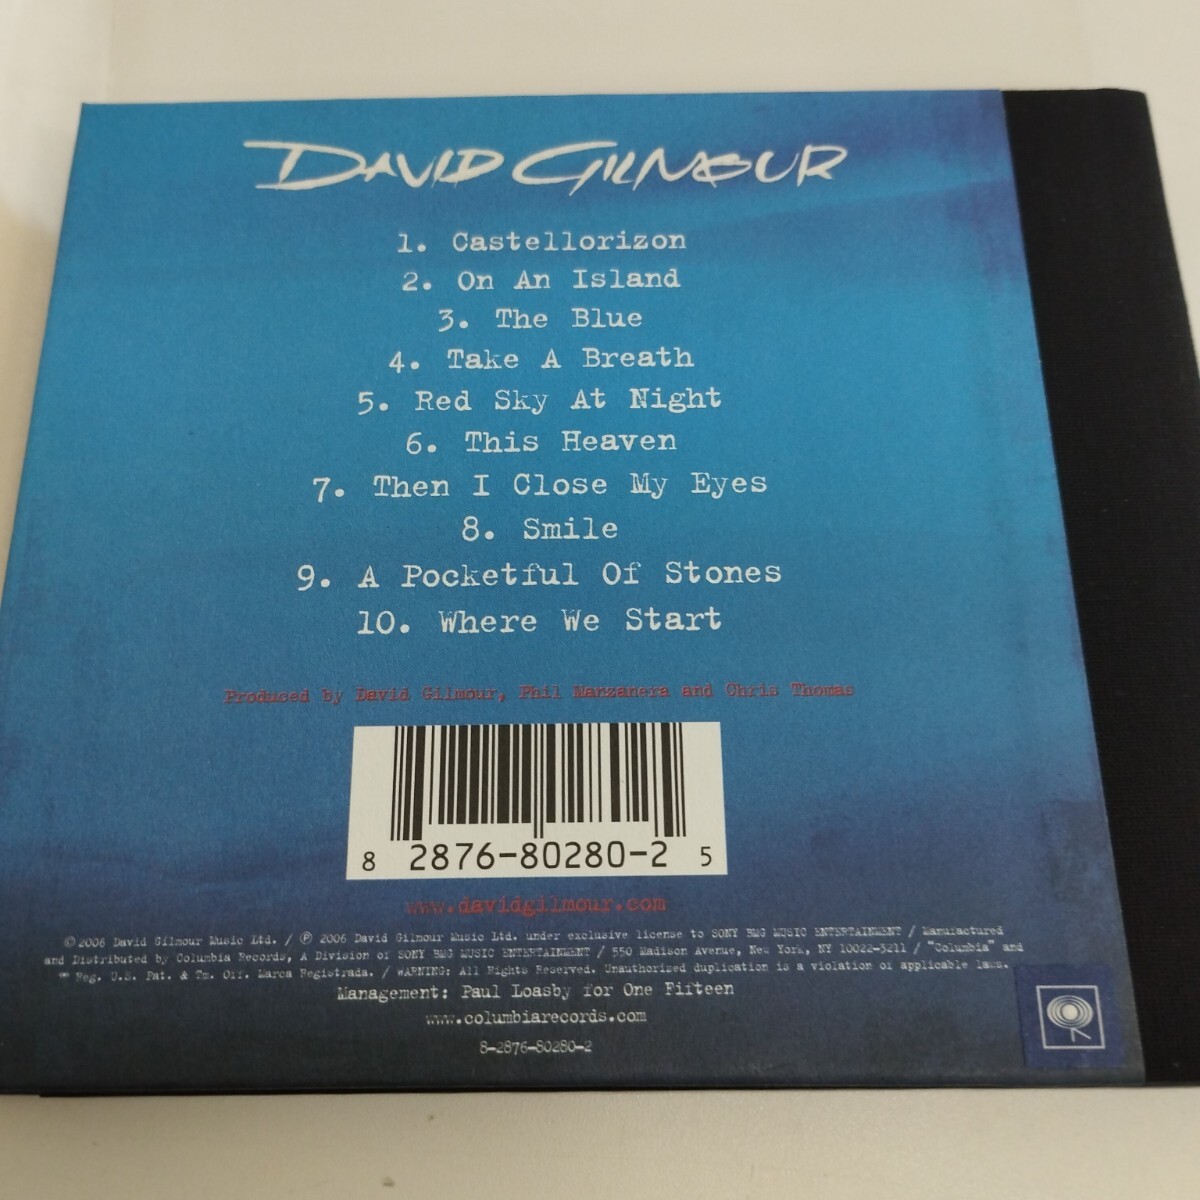 DAVID GILMOUR
1. Castellorizon
2. On An Island
3. The Blue
4. Take A Breath
5. Red Sky At Night
6. This Heaven
7. Then I Close My Eyes
8. Smile
9. A Pocketful Of Stones
10. Where We Start
Produced by David Gilmour, Phil Manzanera and Chris Thomas
8 2876-80280-2 5
www.davidgilmour.com
© 2006 David Gilmour Music Ltd. / ℗ 2006 David Gilmour Music Ltd. under exclusive license to SONY BMG MUSIC ENTERTAINMENT / Manufactured
and Distributed by Columbia Records, A Division of SONY BMG MUSIC ENTERTAINMENT / 550 Madison Avenue, New York, NY 10022-3211 / "Columbia" and
Reg. U.S. Pat. & Tm. Off. Marca Registrada. / WARNING: All Rights Reserved. Unauthorized duplication is a violation of applicable laws.
Management: Paul Loasby for One Fifteen
www.columbiarecords.com
8-2876-80280-2